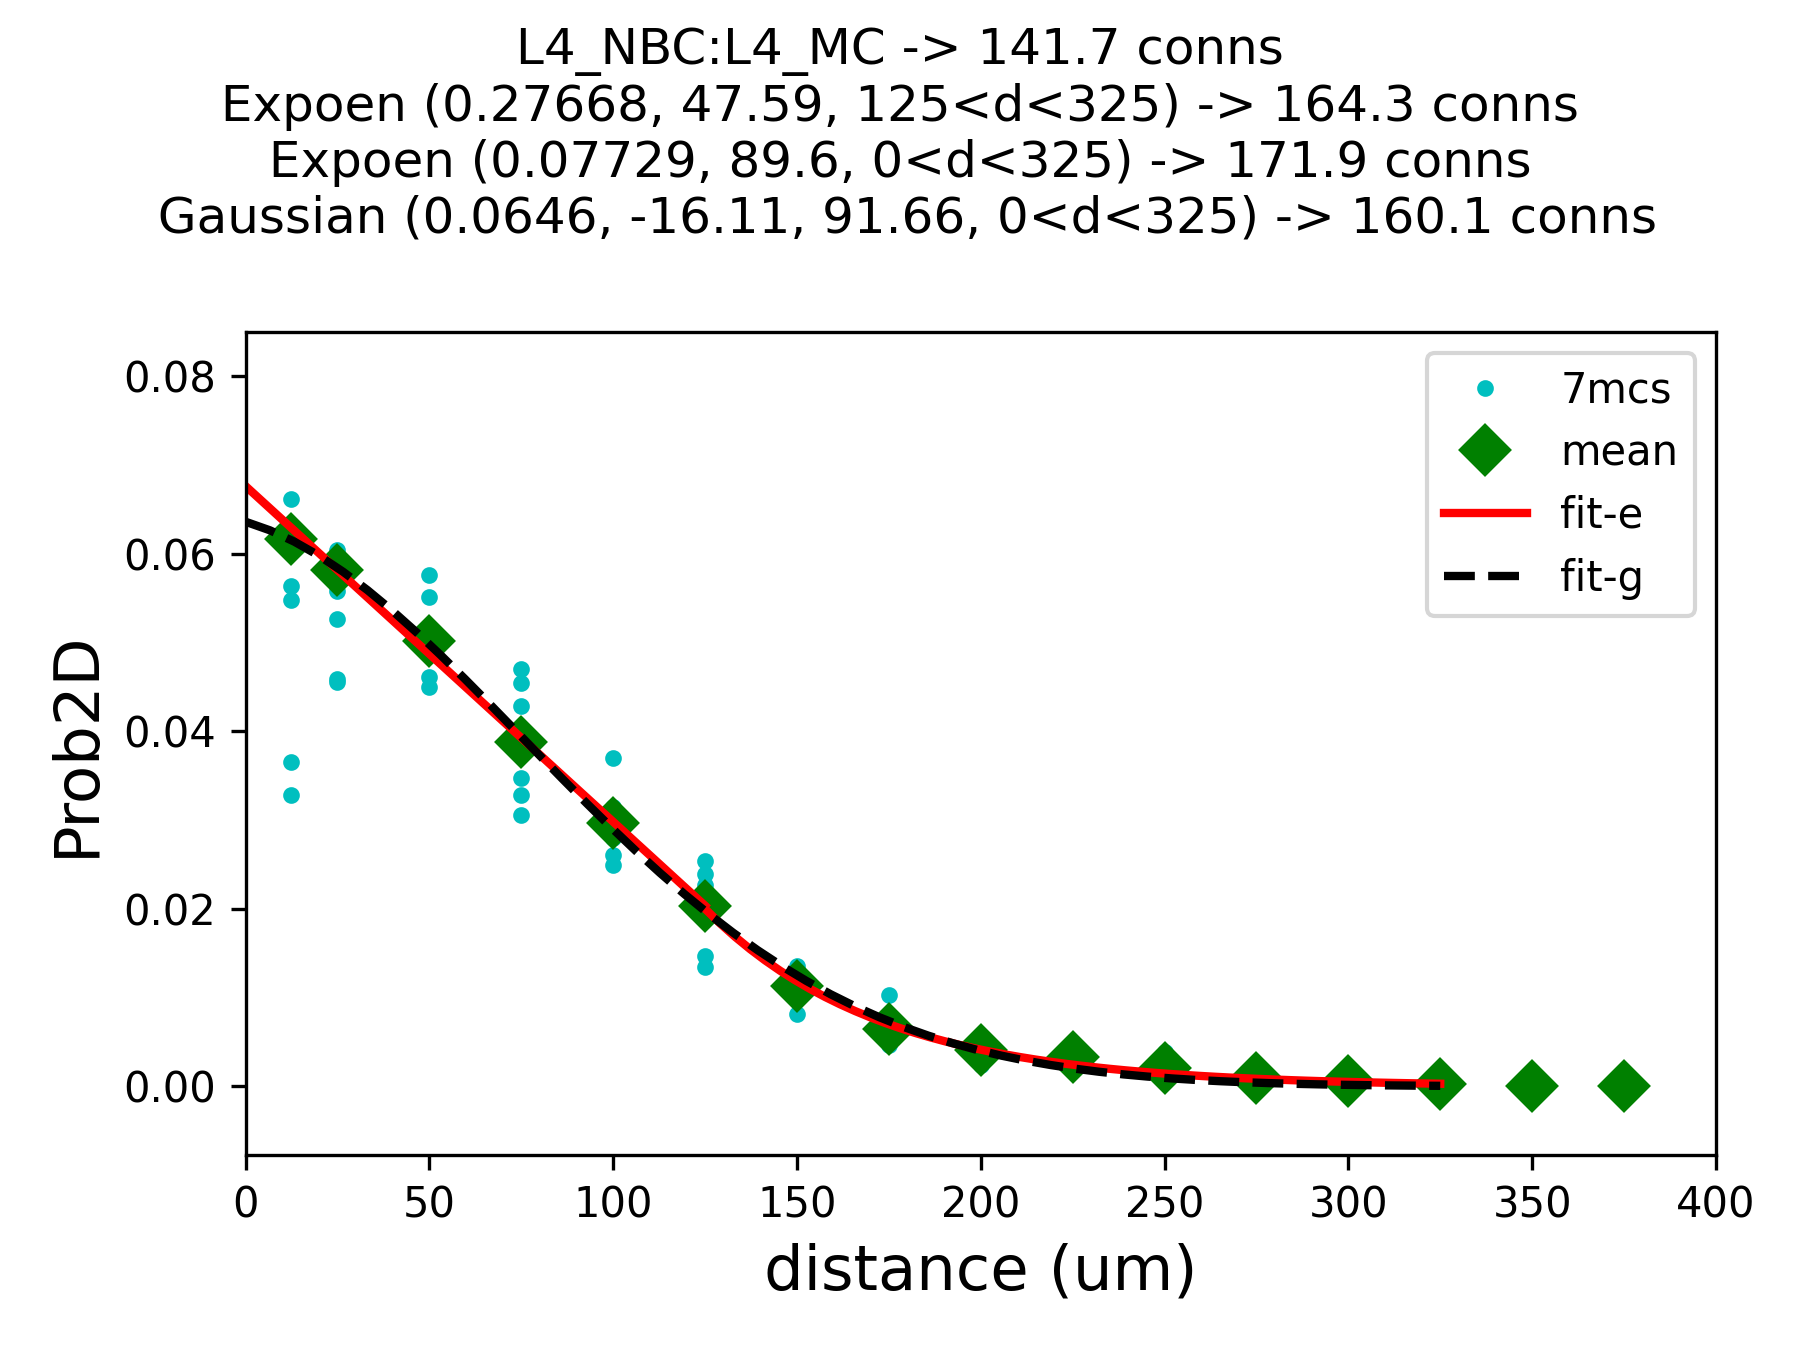 L4_NBC:L4_MC -> 141.7 conns
Expoen (0.27668, 47.59, 125<d<325) -> 164.3 conns
Expoen (0.07729, 89.6, 0<d<325) -> 171.9 conns
Gaussian (0.0646, -16.11, 91.66, 0<d<325) -> 160.1 conns
7mcs
mean
fit-e
fit-g
Prob2D
0.08
0.06
0.04
0.02
0.00
0 50 100 150 200 250 300 350 400
distance (um)